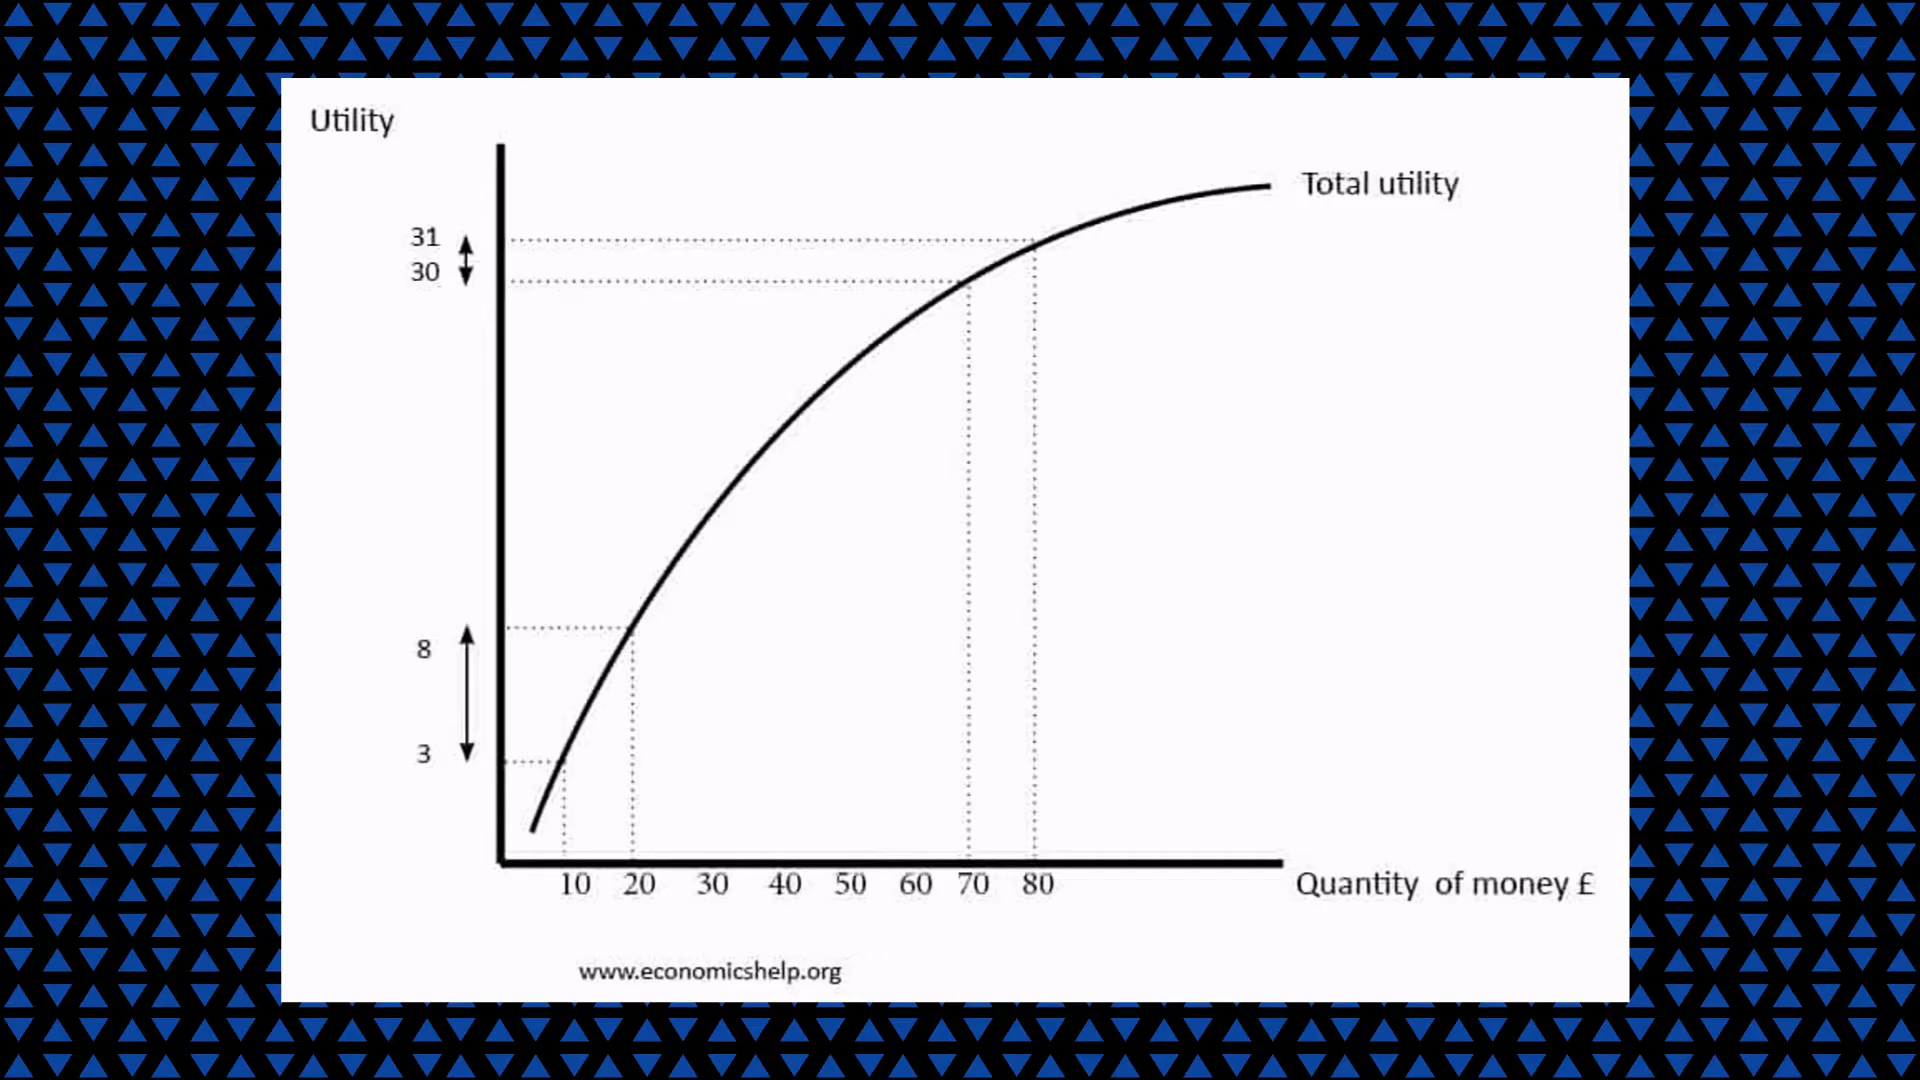 Utility
Total utility
31
30
8
3
10 20 30 40 50 60 70 80
Quantity of money £
www.economicshelp.org